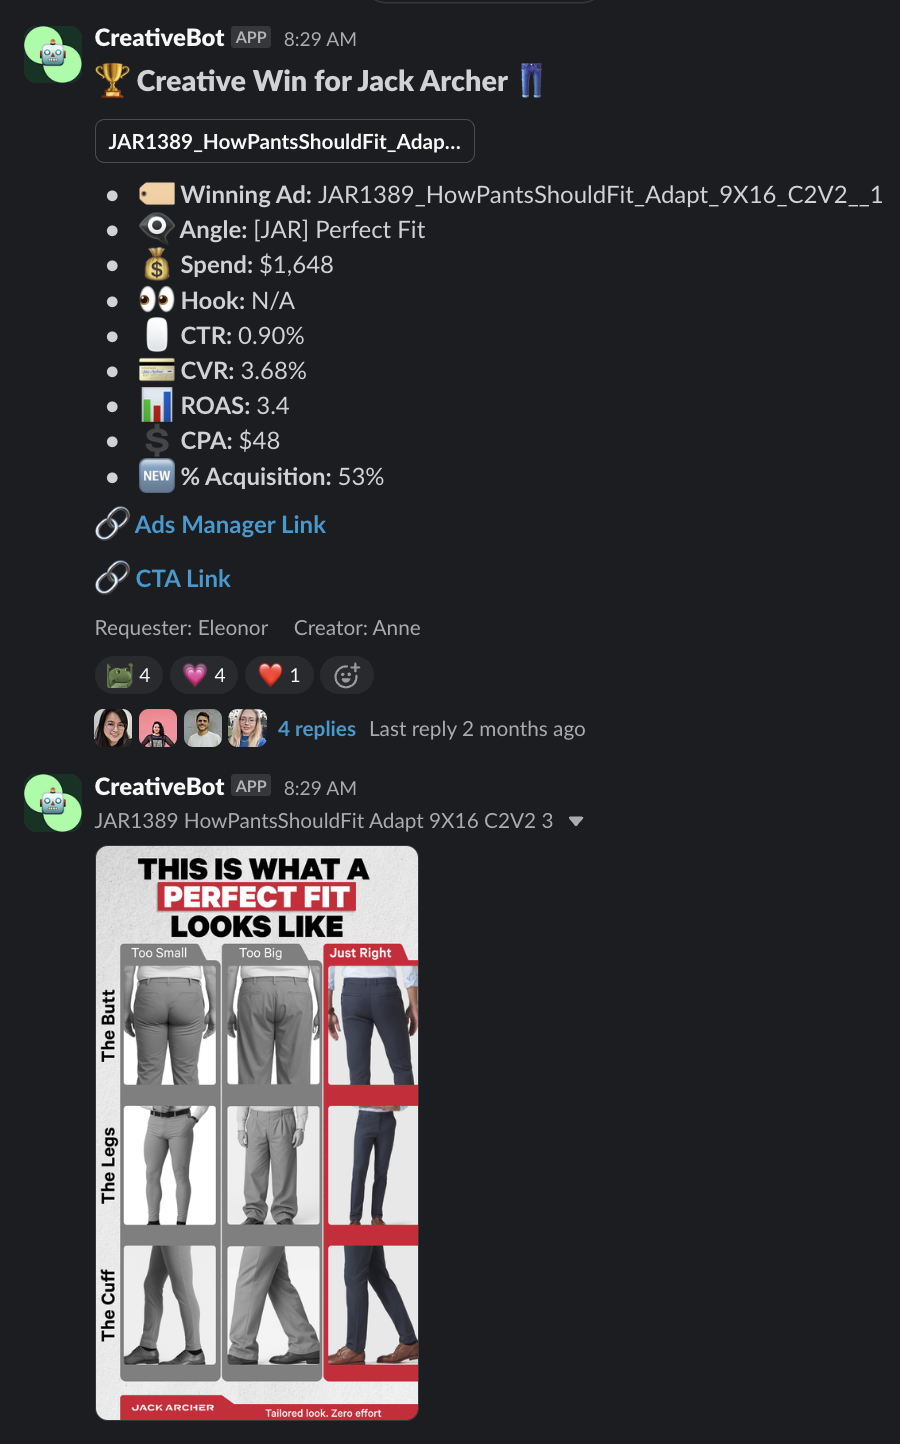 CreativeBot APP 8:29 AM
🏆 Creative Win for Jack Archer 👖
JAR1389_HowPantsShouldFit_Adap...
Winning Ad: JAR1389_HowPantsShouldFit_Adapt_9X16_C2V2__1
Angle: [JAR] Perfect Fit
Spend: $1,648
Hook: N/A
CTR: 0.90%
CVR: 3.68%
ROAS: 3.4
CPA: $48
NEW % Acquisition: 53%
Ads Manager Link
CTA Link
Requester: Eleonor Creator: Anne
4 4 1
4 replies Last reply 2 months ago
CreativeBot APP 8:29 AM
JAR1389 HowPantsShouldFit Adapt 9X16 C2V2 3
THIS IS WHAT A
PERFECT FIT
LOOKS LIKE
Too Small Too Big Just Right
The Butt
The Legs
The Cuff
JACK ARCHER Tailored look. Zero effort